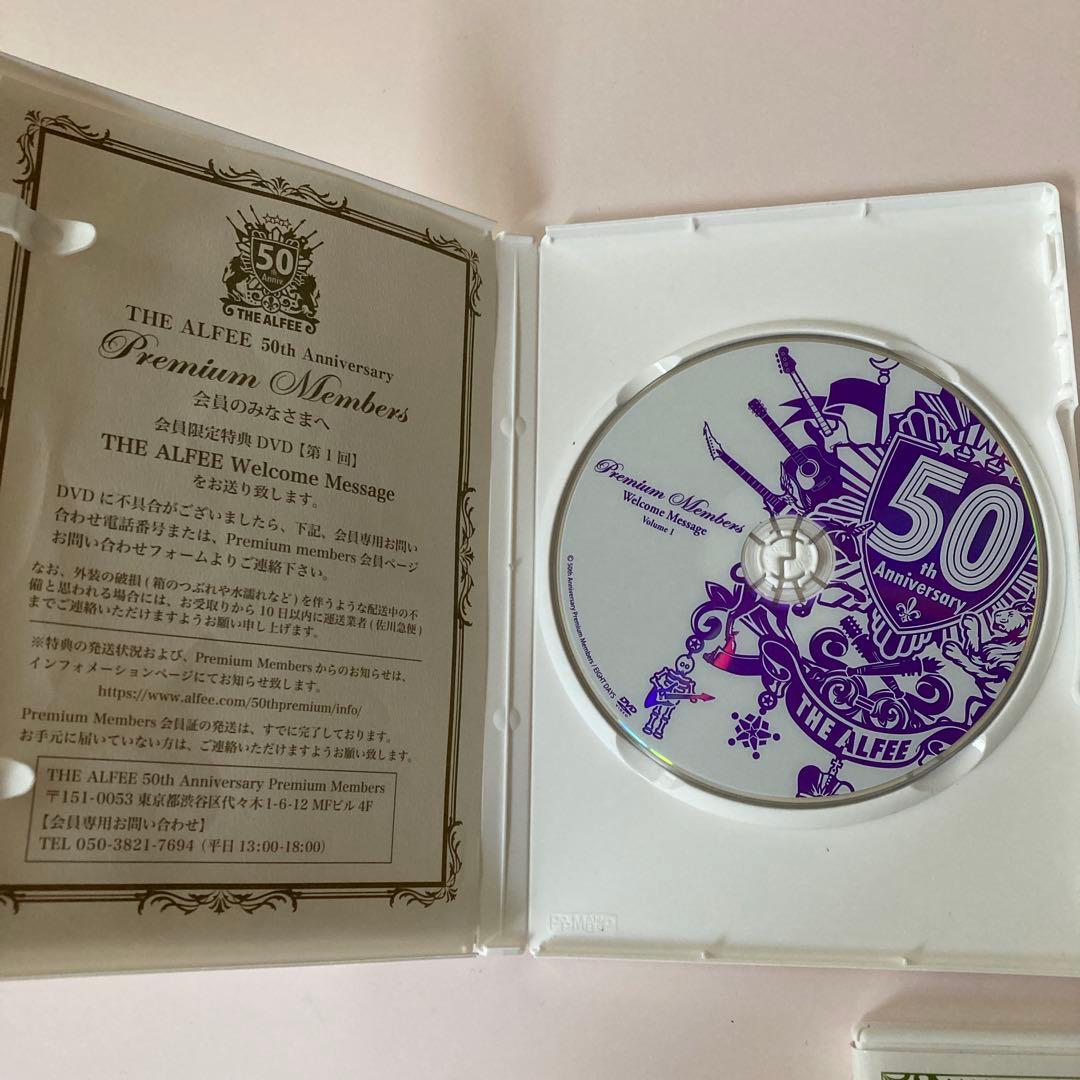 50
th
Anniv.
THE ALFEE
THE ALFEE 50th Anniversary
Premium Members
会員のみなさまへ
会員限定特典 DVD【第1回】
THE ALFEE Welcome Message
をお送り致します。
DVD に不具合がございましたら、下記、会員専用お問い
合わせ電話番号または、Premium members 会員ページ
お問い合わせフォームよりご連絡下さい。
なお、外装の破損(箱のつぶれや水濡れなど)を伴うような配送中の不
備と思われる場合には、お受取りから10日以内に運送業者(佐川急便)
までご連絡いただけますようお願い申し上げます。
※特典の発送状況および、Premium Members からのお知らせは、
インフォメーションページにてお知らせ致します。
https://www.alfee.com/50thpremium/info/
Premium Members 会員証の発送は、すでに完了しております。
お手元に届いていない方は、ご連絡いただけますようお願い致します。
THE ALFEE 50th Anniversary Premium Members
〒151-0053 東京都渋谷区代々木1-6-12 MFビル 4F
【会員専用お問い合わせ】
TEL 050-3821-7694（平日 13:00-18:00）
Premium Members
Welcome Message
Volume 1
50
th
Anniversary
THE ALFEE
© 50th Anniversary Premium Members / EIGHT DAYS
DVD